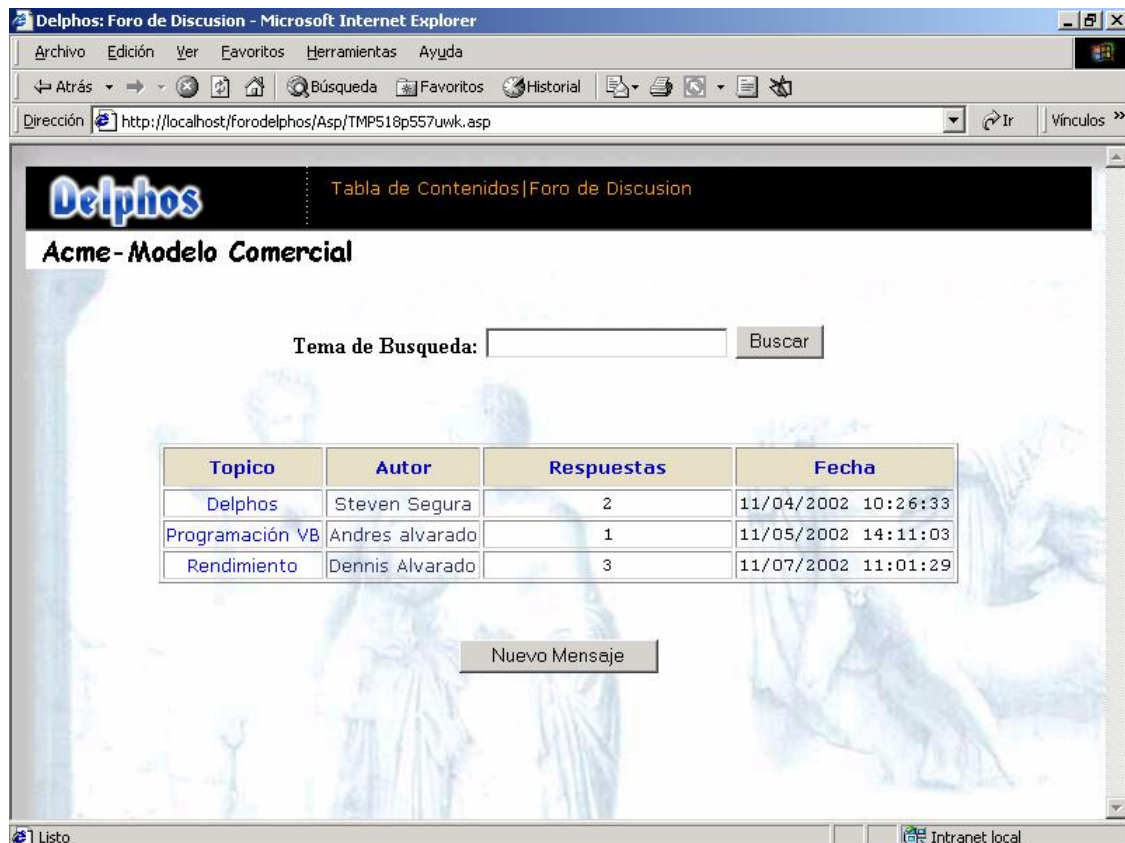 Delphos: Foro de Discusion - Microsoft Internet Explorer
Archivo Edición Ver Favoritos Herramientas Ayuda
Atrás Búsqueda Favoritos Historial
Dirección http://localhost/forodelphos/Asp/TMP518p557uwk.asp Ir Vínculos »
Delphos Tabla de Contenidos|Foro de Discusion
Acme-Modelo Comercial
Tema de Busqueda: Buscar
Topico Autor Respuestas Fecha
Delphos Steven Segura 2 11/04/2002 10:26:33
Programación VB Andres alvarado 1 11/05/2002 14:11:03
Rendimiento Dennis Alvarado 3 11/07/2002 11:01:29
Nuevo Mensaje
Listo Intranet local